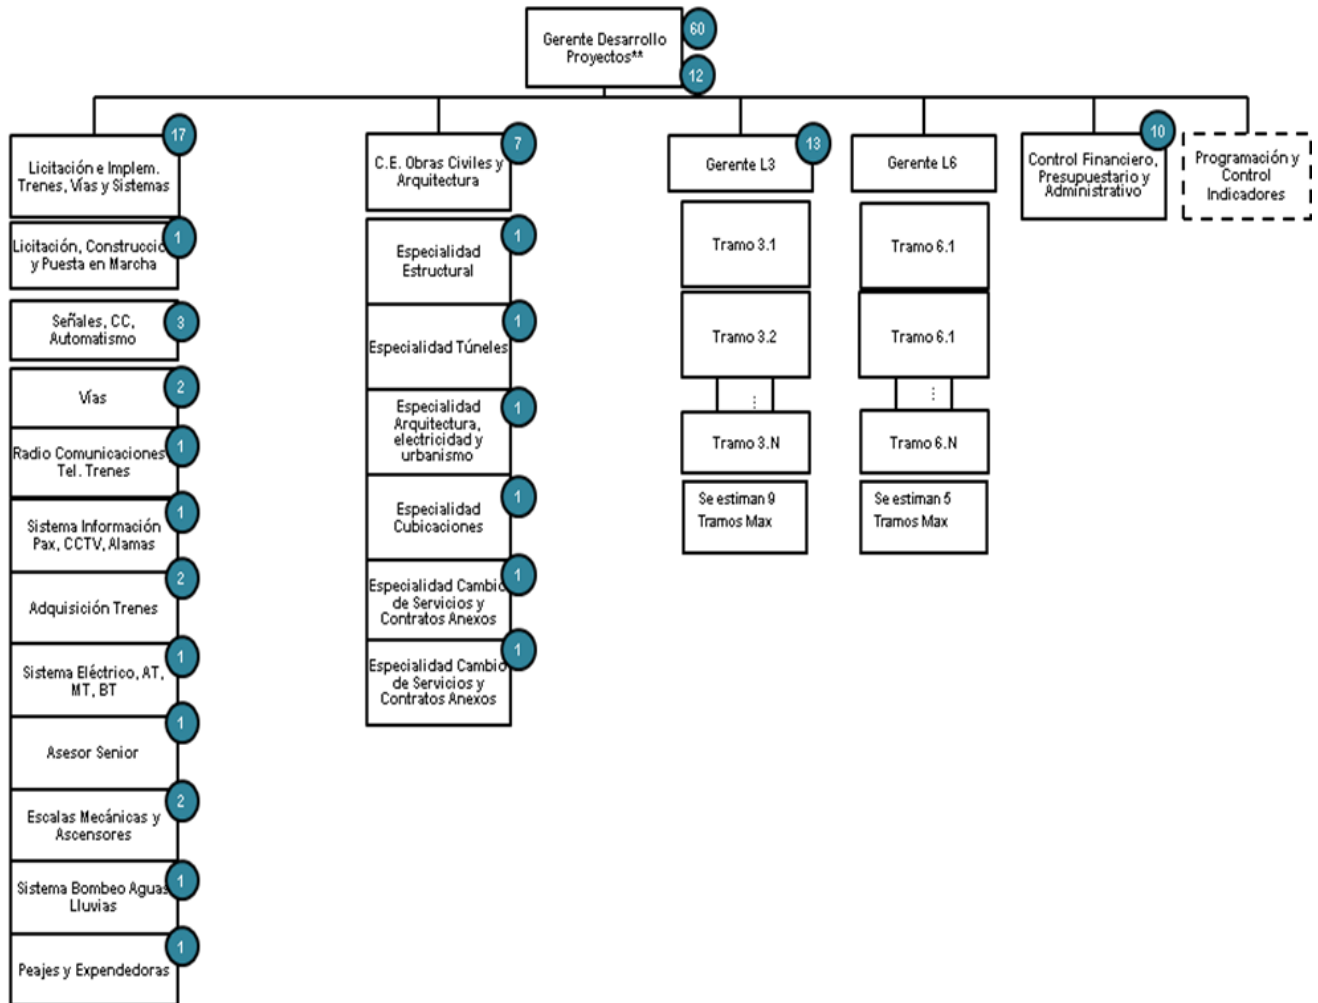 Gerente Desarrollo
Proyectos**
60
12
17
Licitación e Implem.
Trenes, Vías y Sistemas
1
Licitación, Construcció
y Puesta en Marcha
3
Señales, CC,
Automatismo
2
Vías
1
Radio Comunicaciones
Tel. Trenes
1
Sistema Información
Pax, CCTV, Alamas
2
Adquisición Trenes
1
Sistema Eléctrico, AT,
MT, BT
1
Asesor Senior
2
Escalas Mecánicas y
Ascensores
1
Sistema Bombeo Aguas
Lluvias
1
Peajes y Expendedoras
7
C.E. Obras Civiles y
Arquitectura
1
Especialidad
Estructural
1
Especialidad Túneles
1
Especialidad
Arquitectura,
electricidad y
urbanismo
1
Especialidad
Cubicaciones
1
Especialidad Cambio
de Servicios y
Contratos Anexos
1
Especialidad Cambio
de Servicios y
Contratos Anexos
13
Gerente L3
Tramo 3.1
Tramo 3.2
...
Tramo 3.N
Se estiman 9
Tramos Max
Gerente L6
Tramo 6.1
Tramo 6.1
...
Tramo 6.N
Se estiman 5
Tramos Max
10
Control Financiero,
Presupuestario y
Administrativo
Programación y
Control
Indicadores